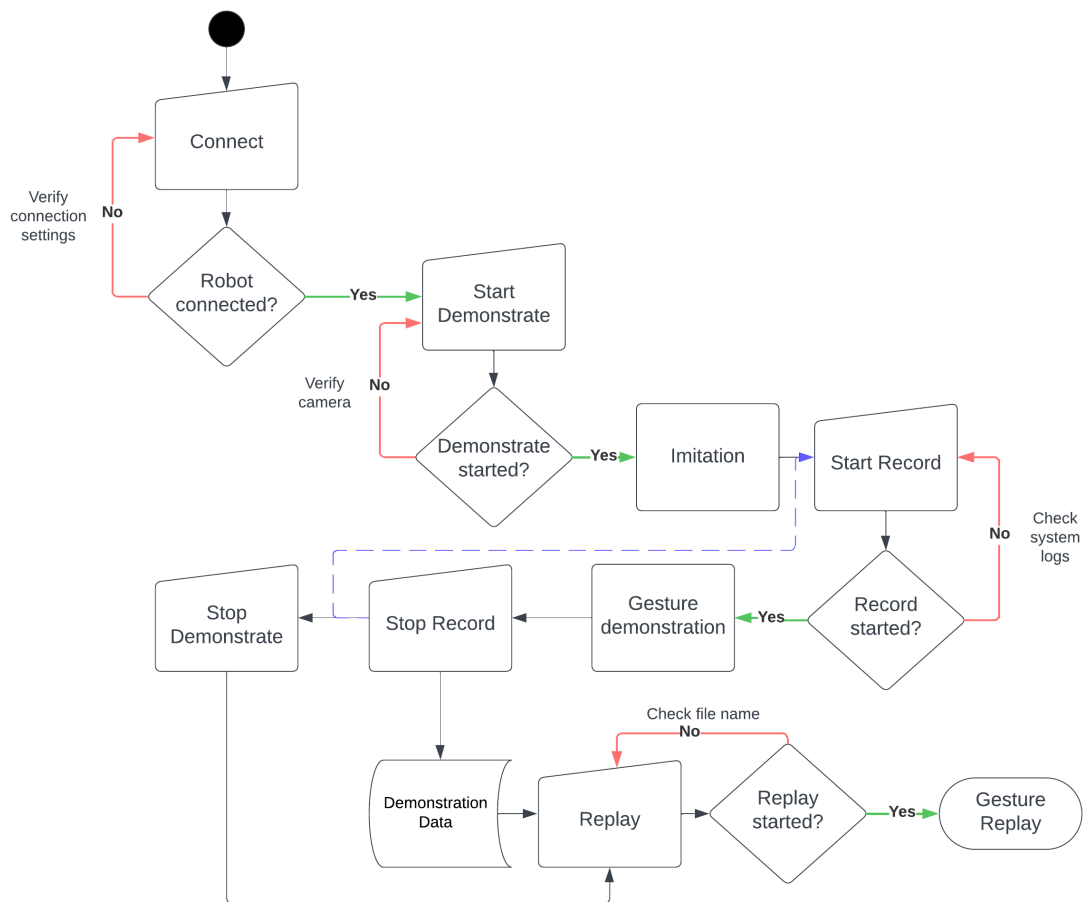 Connect
Verify
connection
settings
No
Robot
connected?
Yes
Start
Demonstrate
Verify
camera
No
Demonstrate
started?
Yes
Imitation
Start Record
No
Check
system
logs
Record
started?
Yes
Gesture
demonstration
Stop Record
Stop
Demonstrate
Demonstration
Data
Replay
Check file name
No
Replay
started?
Yes
Gesture
Replay